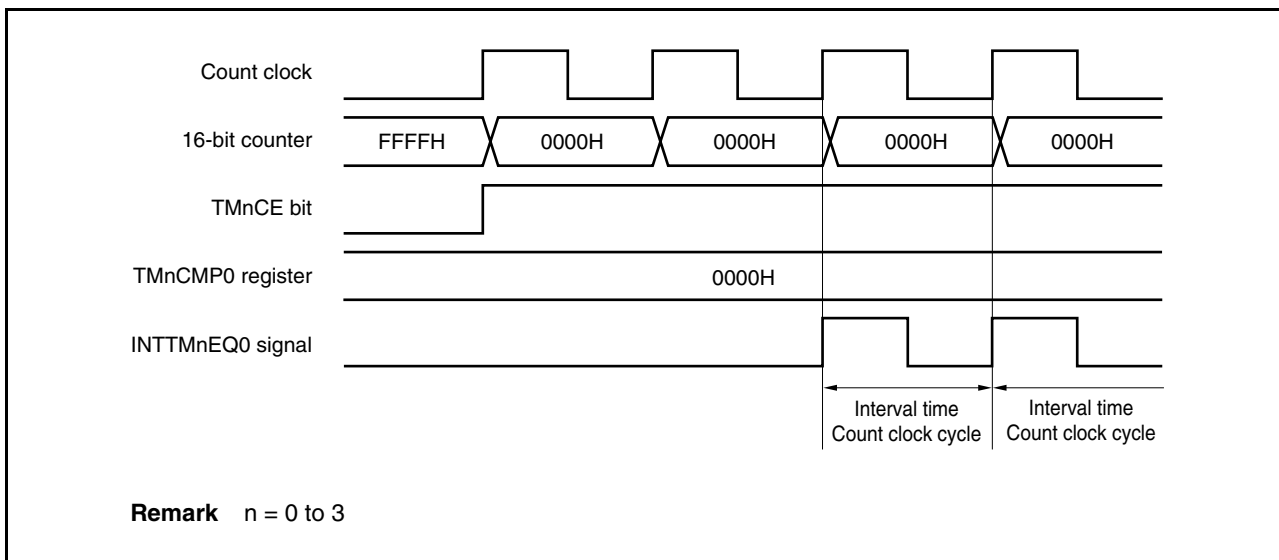 Count clock
16-bit counter FFFFH 0000H 0000H 0000H 0000H
TMnCE bit
TMnCMP0 register 0000H
INTTMnEQ0 signal
Interval time Interval time
Count clock cycle Count clock cycle
Remark n = 0 to 3